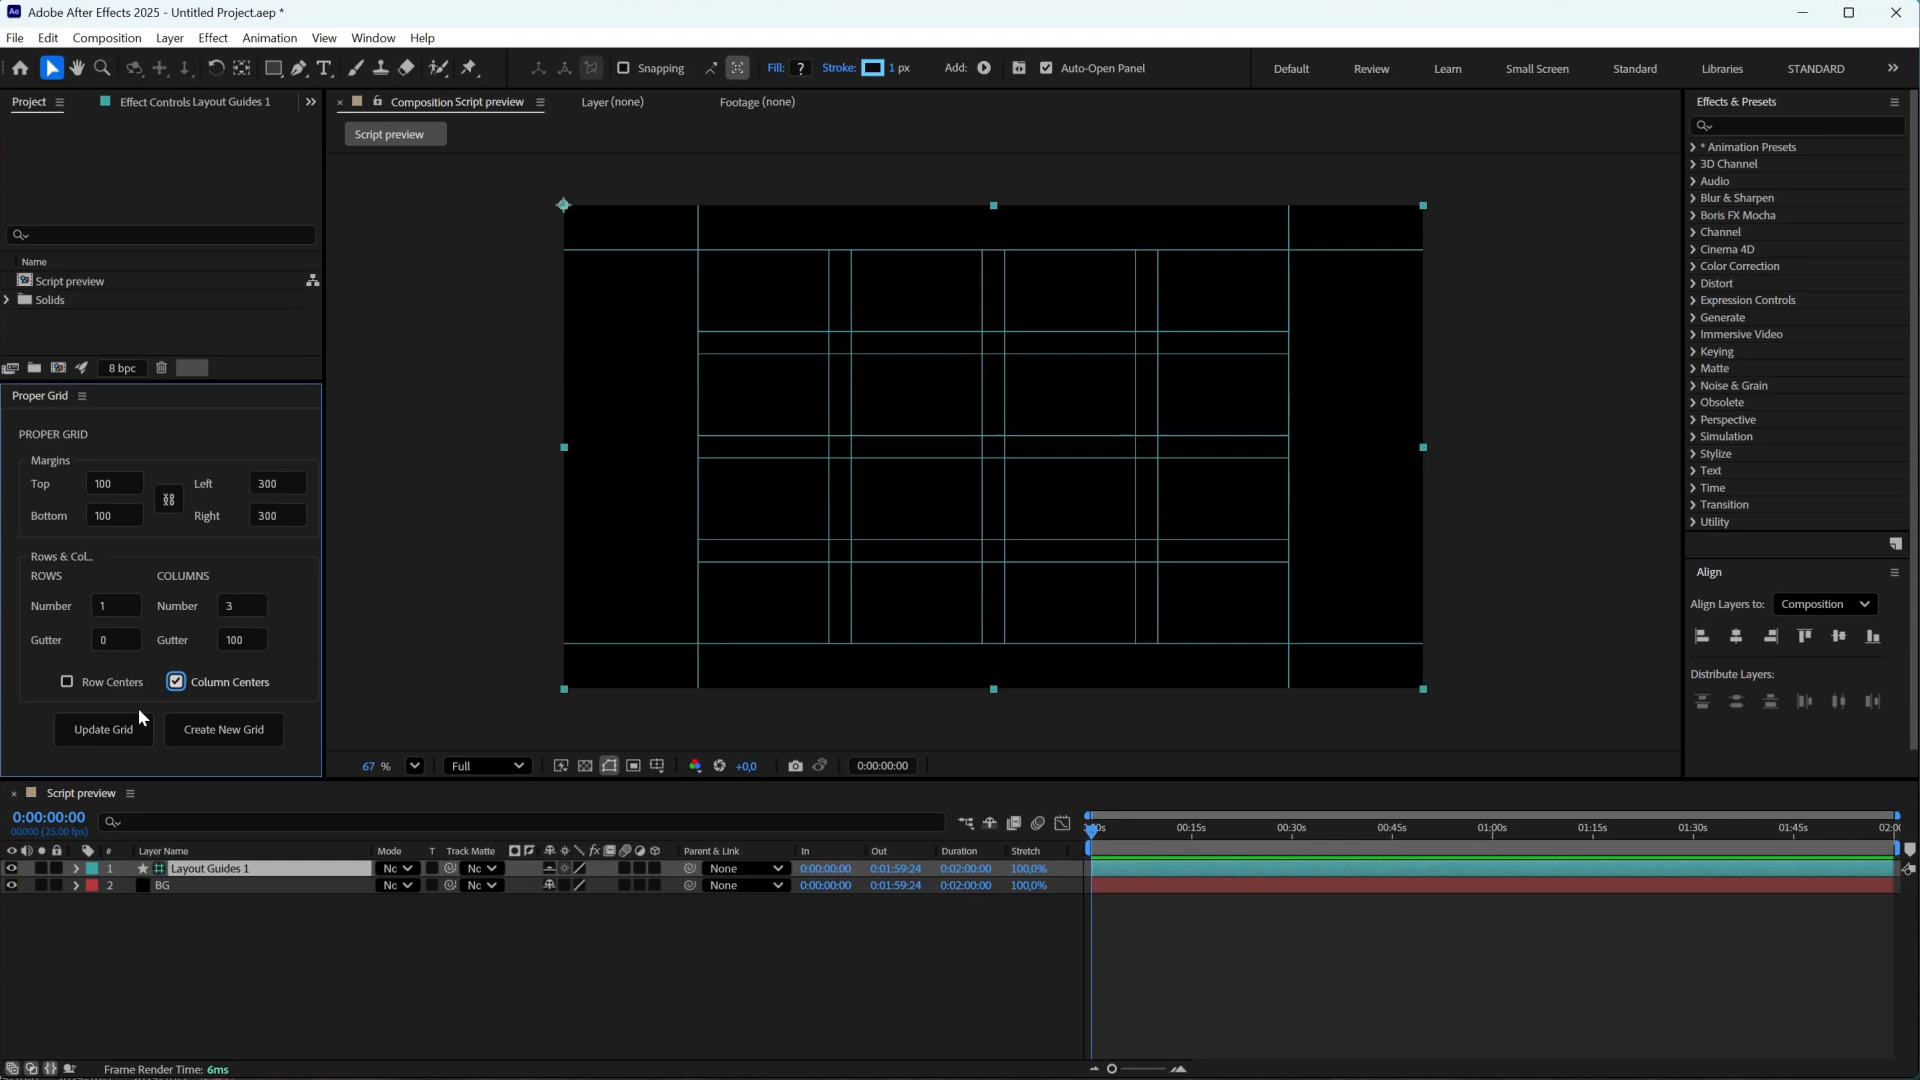 Adobe After Effects 2025 - Untitled Project.aep *
File Edit Composition Layer Effect Animation View Window Help
Snapping Fill: ? Stroke: 1 px Add: Auto-Open Panel Default Review Learn Small Screen Standard Libraries STANDARD
Project Effect Controls Layout Guides 1
Composition Script preview Layer (none) Footage (none)
Script preview
Name
Script preview
Solids
8 bpc
Proper Grid
PROPER GRID
Margins
Top 100 Left 300
Bottom 100 Right 300
Rows & Col...
ROWS COLUMNS
Number 1 Number 3
Gutter 0 Gutter 100
Row Centers Column Centers
Update Grid Create New Grid
67 % Full +0,0 0:00:00:00
Effects & Presets
* Animation Presets
3D Channel
Audio
Blur & Sharpen
Boris FX Mocha
Channel
Cinema 4D
Color Correction
Distort
Expression Controls
Generate
Immersive Video
Keying
Matte
Noise & Grain
Obsolete
Perspective
Simulation
Stylize
Text
Time
Transition
Utility
Align
Align Layers to: Composition
Distribute Layers:
Script preview
0:00:00:00
00000 (25.00 fps)
00:15s 00:30s 00:45s 01:00s 01:15s 01:30s 01:45s
# Layer Name Mode T Track Matte Parent & Link In Out Duration Stretch
1 Layout Guides 1 None 0:00:00:00 0:01:59:24 0:02:00:00 100,0%
2 BG None 0:00:00:00 0:01:59:24 0:02:00:00 100,0%
Frame Render Time: 6ms